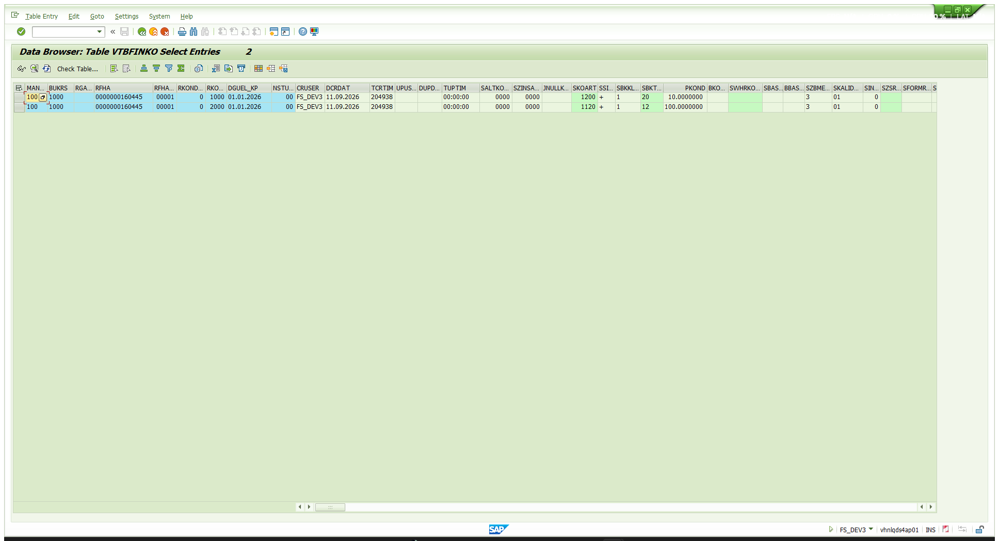 Table Entry Edit Goto Settings System Help
Data Browser: Table VTBFINKO Select Entries 2
Check Table...
MAN... BUKRS RGA... RFHA RFHA... RKOND... RKO... DGUEL_KP NSTU... CRUSER DCRDAT TCRTIM UPUS... DUPD... TUPTIM SALTKO... SZINSA... JNULLK... SKOART SSI... SBKKL... SBKT... PKOND BKO... SWHRKO... SBAS... BBAS... SZBME... SKALID... SIN... SZSR... SFORMR... S
100 1000 0000000160445 00001 0 1000 01.01.2026 00 FS_DEV3 11.09.2026 204938 00:00:00 0000 0000 1200 + 1 20 10.0000000 3 01 0
100 1000 0000000160445 00001 0 2000 01.01.2026 00 FS_DEV3 11.09.2026 204938 00:00:00 0000 0000 1120 + 1 12 100.0000000 3 01 0
SAP
FS_DEV3 vhnlqds4ap01 INS